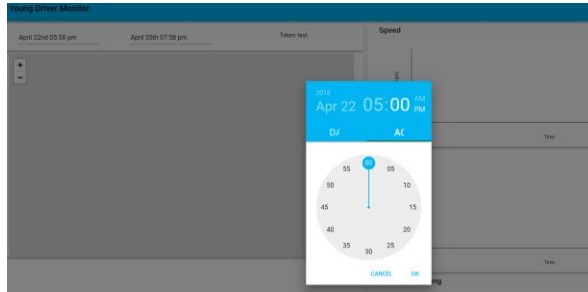 Young Driver Monitor
April 22nd 05:58 pm
April 25th 07:58 pm
Token: test
Speed
+
−
2018
Apr 22 05:00 AM PM
00
05
10
15
20
25
30
35
40
45
50
55
CANCEL OK
Time
Time